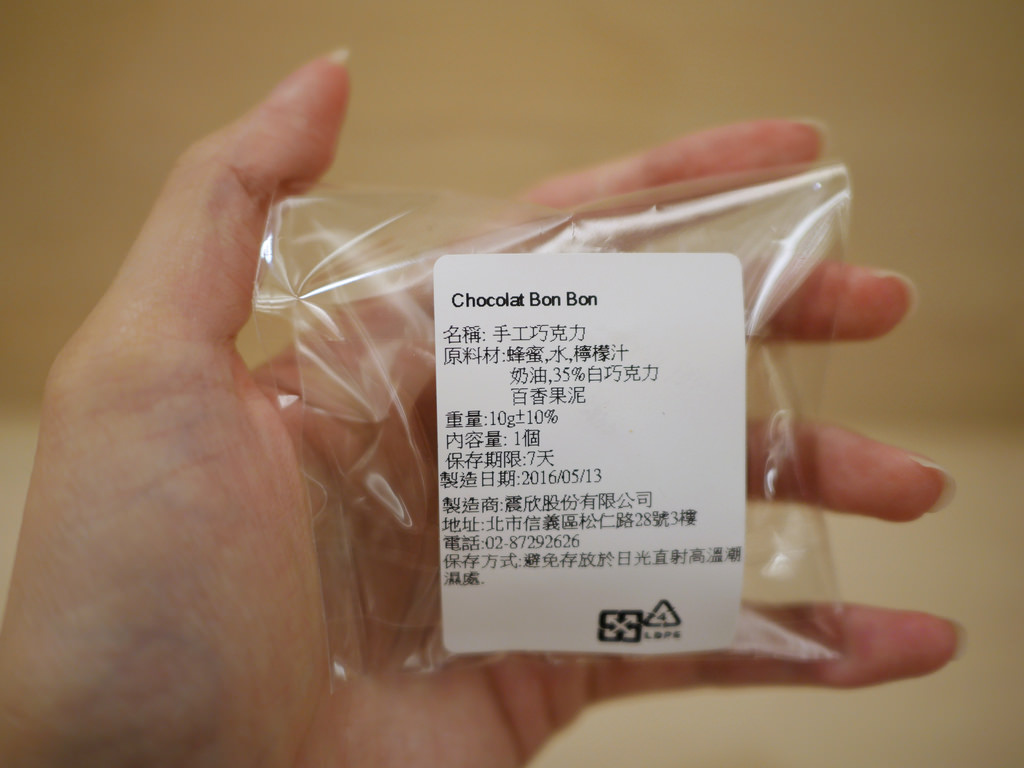 Chocolat Bon Bon
名稱: 手工巧克力
原料材:蜂蜜,水,檸檬汁
奶油,35%白巧克力
百香果泥
重量:10g±10%
內容量: 1個
保存期限:7天
製造日期:2016/05/13
製造商:震欣股份有限公司
地址:北市信義區松仁路28號3樓
電話:02-87292626
保存方式:避免存放於日光直射高溫潮
濕處.
4
LDPE